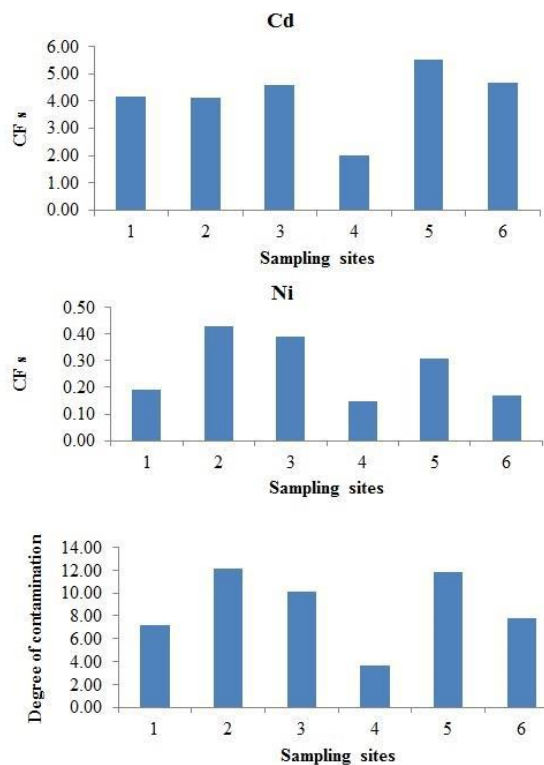 Cd
6.00
5.00
4.00
3.00
2.00
1.00
0.00
CF s
1 2 3 4 5 6
Sampling sites
Ni
0.50
0.40
0.30
0.20
0.10
0.00
CF s
1 2 3 4 5 6
Sampling sites
14.00
12.00
10.00
8.00
6.00
4.00
2.00
0.00
Degree of contamination
1 2 3 4 5 6
Sampling sites